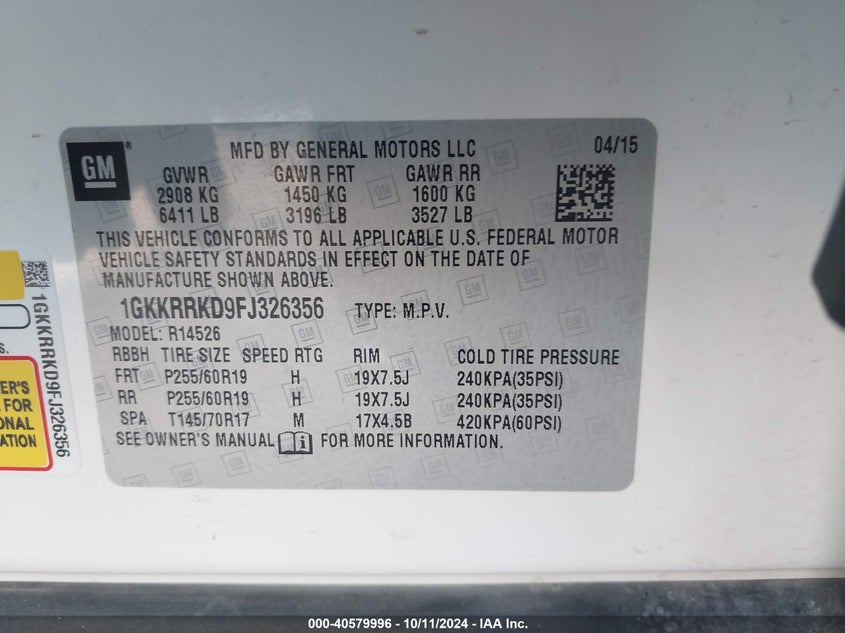 GM ®
MFD BY GENERAL MOTORS LLC 04/15
GVWR GAWR FRT GAWR RR
2908 KG 1450 KG 1600 KG
6411 LB 3196 LB 3527 LB
THIS VEHICLE CONFORMS TO ALL APPLICABLE U.S. FEDERAL MOTOR
VEHICLE SAFETY STANDARDS IN EFFECT ON THE DATE OF
MANUFACTURE SHOWN ABOVE.
1GKKRRKD9FJ326356 TYPE: M.P.V.
MODEL: R14526
RBBH TIRE SIZE SPEED RTG RIM COLD TIRE PRESSURE
FRT P255/60R19 H 19X7.5J 240KPA(35PSI)
RR P255/60R19 H 19X7.5J 240KPA(35PSI)
SPA T145/70R17 M 17X4.5B 420KPA(60PSI)
SEE OWNER'S MANUAL i FOR MORE INFORMATION.
1GKKRRKD9FJ326356
S.
ER'S
FOR
ONAL
ATION
000-40579996 - 10/11/2024 - IAA Inc.